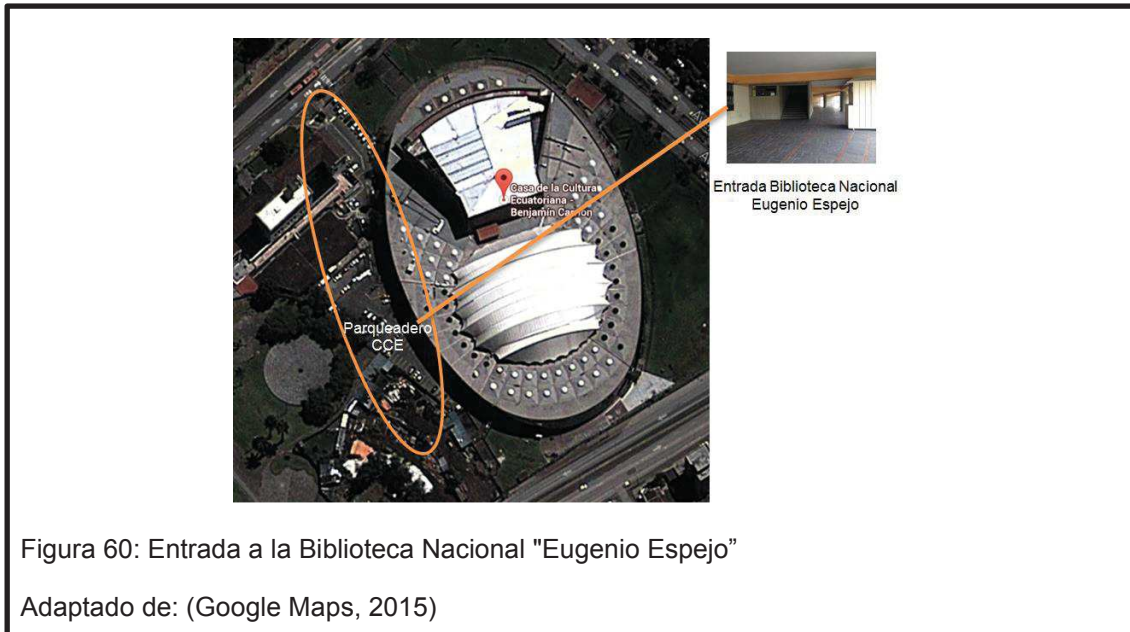 Casa de la Cultura
Ecuatoriana -
Benjamín Carrión
Entrada Biblioteca Nacional
Eugenio Espejo
Parqueadero
CCE
Figura 60: Entrada a la Biblioteca Nacional "Eugenio Espejo”
Adaptado de: (Google Maps, 2015)